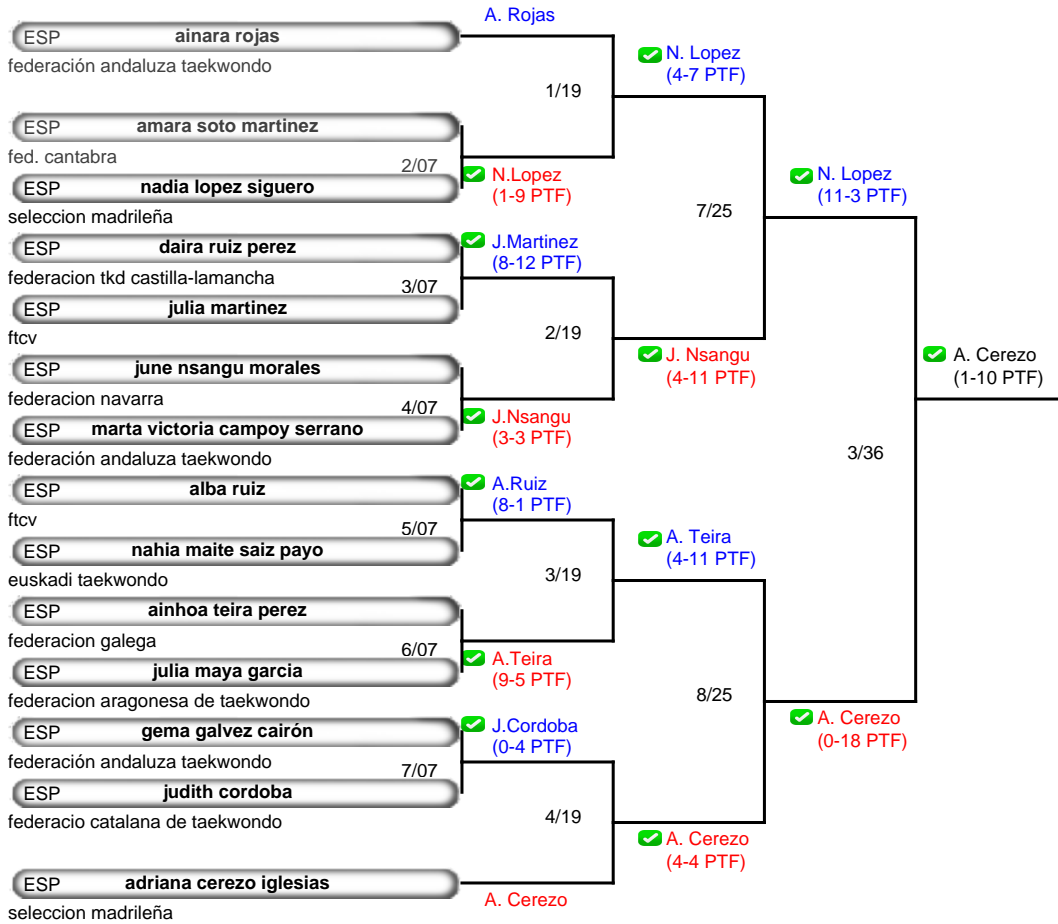 A. Rojas
ESP ainara rojas
federación andaluza taekwondo
N. Lopez
(4-7 PTF)
1/19
ESP amara soto martinez
fed. cantabra
2/07
ESP nadia lopez siguero
N.Lopez
(1-9 PTF)
seleccion madrileña
N. Lopez
(11-3 PTF)
7/25
ESP daira ruiz perez
J.Martinez
(8-12 PTF)
federacion tkd castilla-lamancha
3/07
ESP julia martinez
ftcv
2/19
J. Nsangu
(4-11 PTF)
ESP june nsangu morales
federacion navarra
4/07
ESP marta victoria campoy serrano
J.Nsangu
(3-3 PTF)
federación andaluza taekwondo
A. Cerezo
(1-10 PTF)
3/36
ESP alba ruiz
A.Ruiz
(8-1 PTF)
ftcv
5/07
ESP nahia maite saiz payo
euskadi taekwondo
A. Teira
(4-11 PTF)
3/19
ESP ainhoa teira perez
federacion galega
6/07
ESP julia maya garcia
A.Teira
(9-5 PTF)
federacion aragonesa de taekwondo
8/25
A. Cerezo
(0-18 PTF)
ESP gema galvez cairón
J.Cordoba
(0-4 PTF)
federación andaluza taekwondo
7/07
ESP judith cordoba
federacio catalana de taekwondo
4/19
A. Cerezo
(4-4 PTF)
ESP adriana cerezo iglesias
A. Cerezo
seleccion madrileña